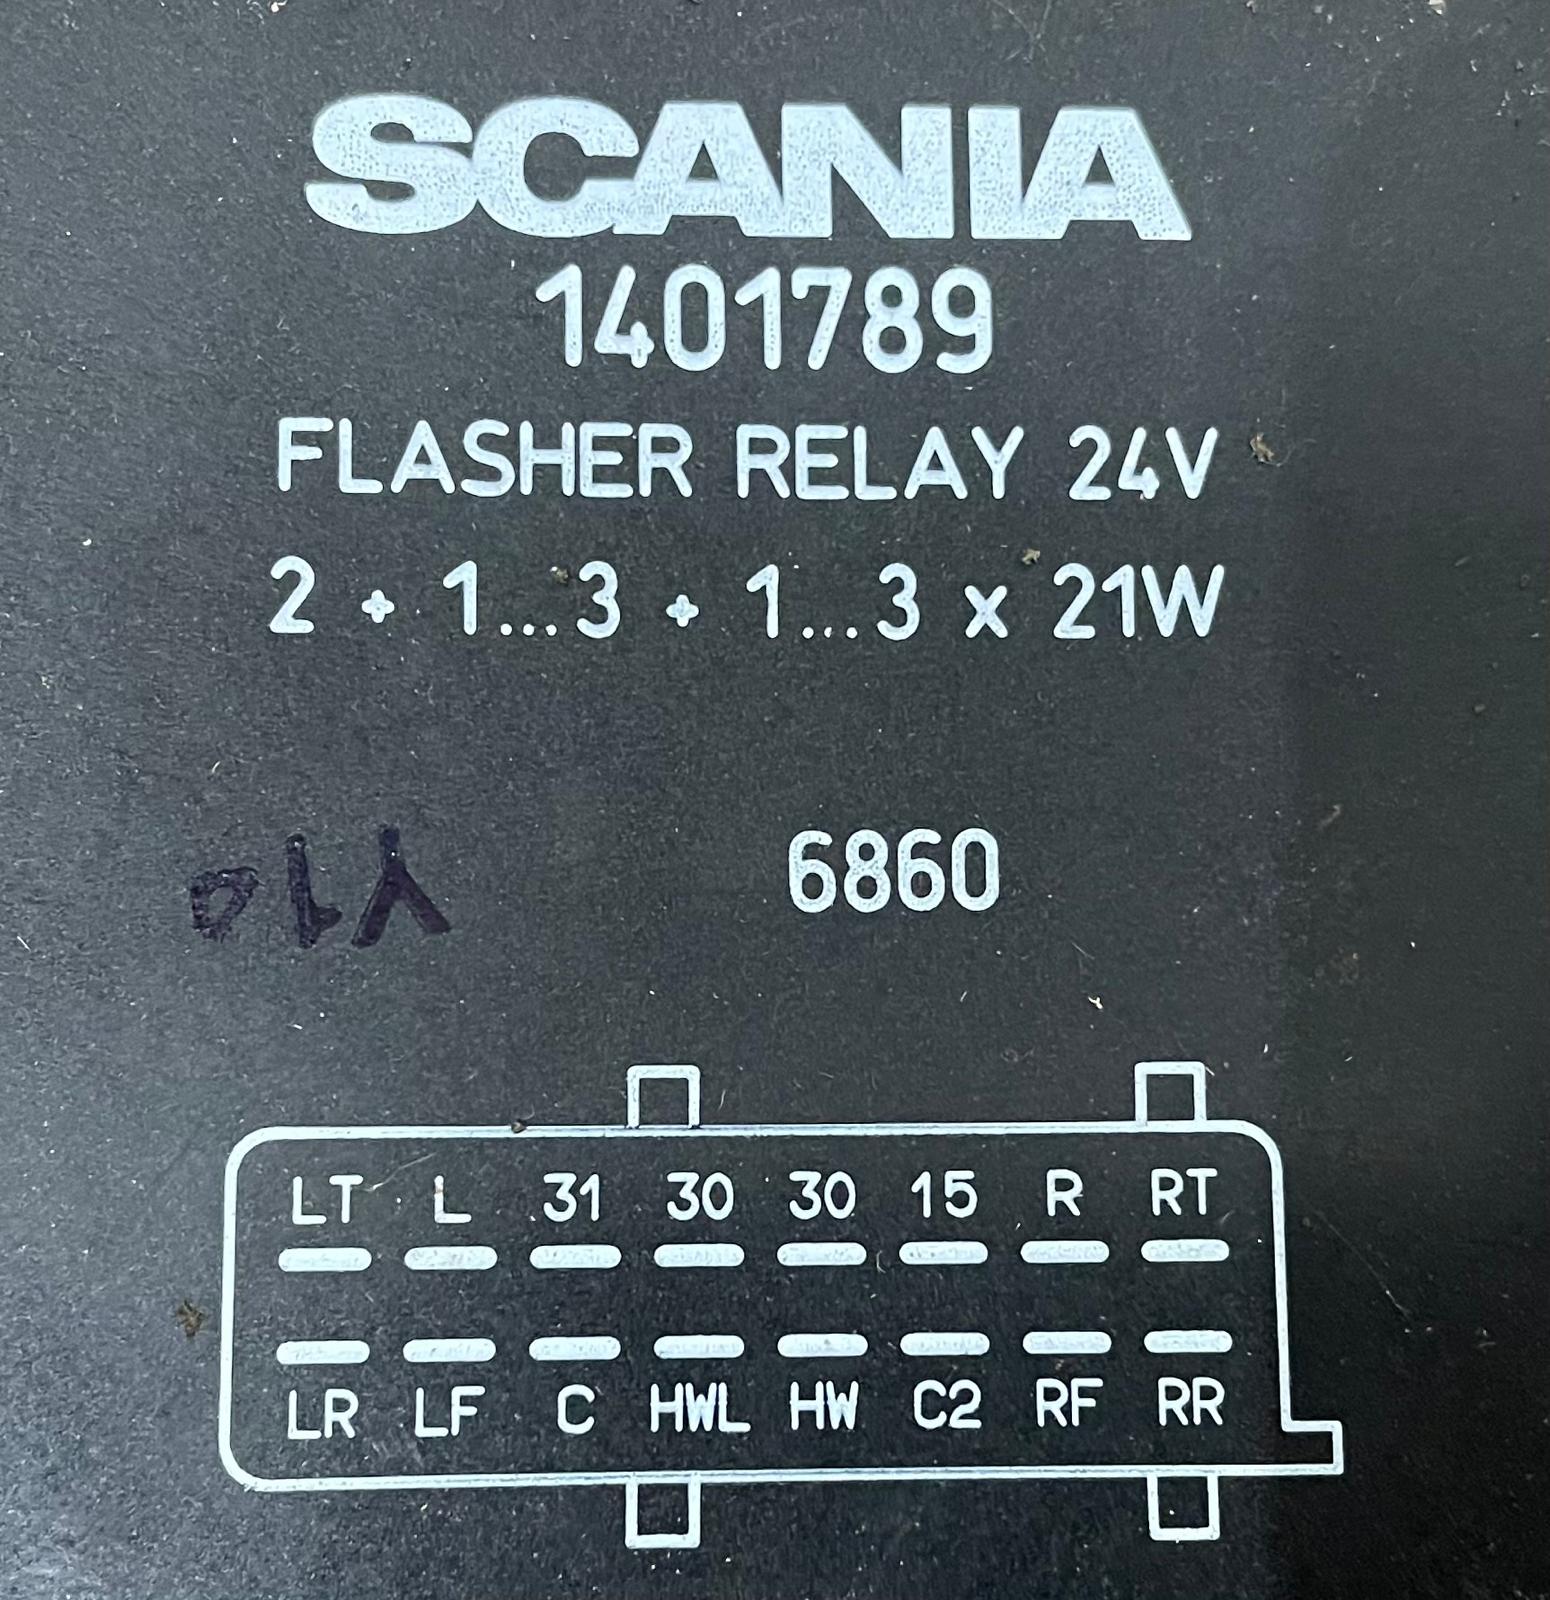 SCANIA
1401789
FLASHER RELAY 24V
2 + 1...3 + 1...3 x 21W
6860
LT L 31 30 30 15 R RT
LR LF C HWL HW C2 RF RR